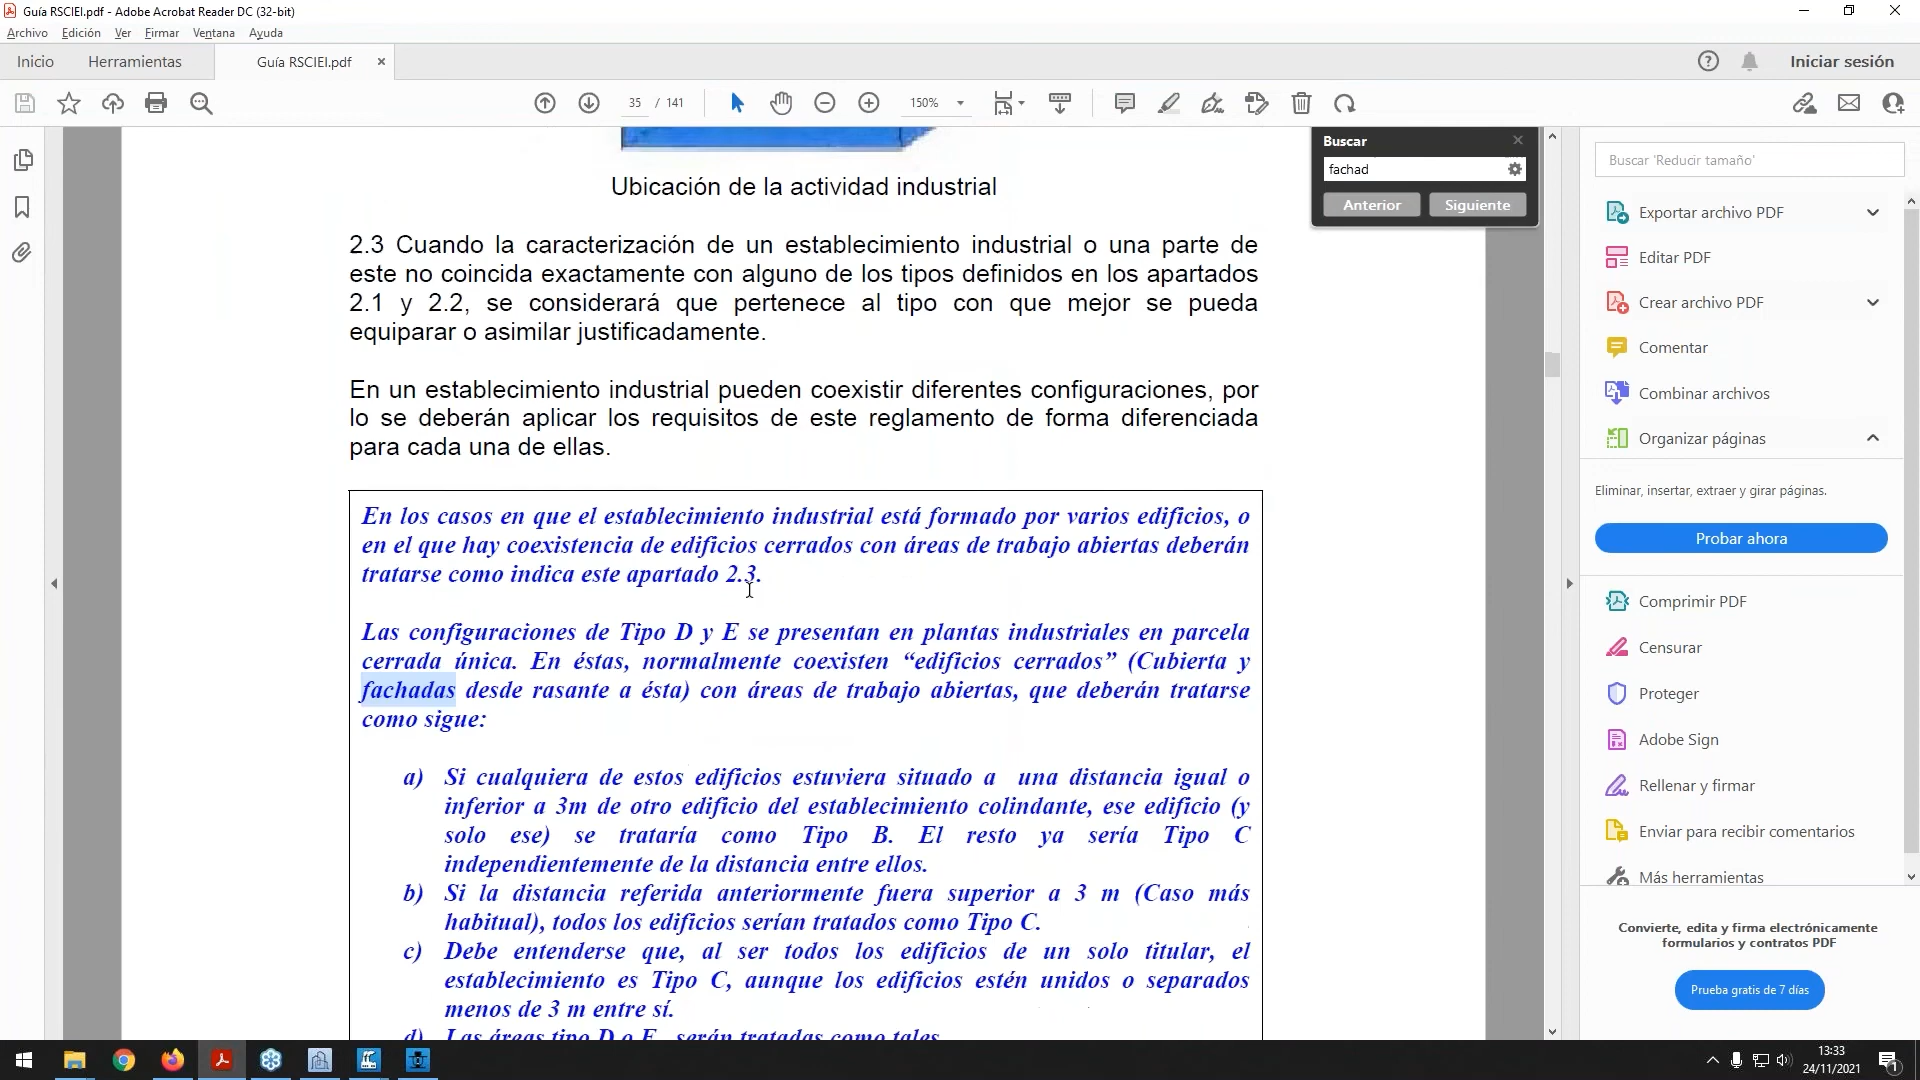 Guía RSCIEI.pdf - Adobe Acrobat Reader DC (32-bit)
Archivo Edición Ver Firmar Ventana Ayuda
Inicio Herramientas Guía RSCIEI.pdf Iniciar sesión
35 / 141 150%
Ubicación de la actividad industrial
2.3 Cuando la caracterización de un establecimiento industrial o una parte de
este no coincida exactamente con alguno de los tipos definidos en los apartados
2.1 y 2.2, se considerará que pertenece al tipo con que mejor se pueda
equiparar o asimilar justificadamente.
En un establecimiento industrial pueden coexistir diferentes configuraciones, por
lo se deberán aplicar los requisitos de este reglamento de forma diferenciada
para cada una de ellas.
En los casos en que el establecimiento industrial está formado por varios edificios, o
en el que hay coexistencia de edificios cerrados con áreas de trabajo abiertas deberán
tratarse como indica este apartado 2.3.
Las configuraciones de Tipo D y E se presentan en plantas industriales en parcela
cerrada única. En éstas, normalmente coexisten “edificios cerrados” (Cubierta y
fachadas desde rasante a ésta) con áreas de trabajo abiertas, que deberán tratarse
como sigue:
a) Si cualquiera de estos edificios estuviera situado a una distancia igual o
inferior a 3m de otro edificio del establecimiento colindante, ese edificio (y
solo ese) se trataría como Tipo B. El resto ya sería Tipo C
independientemente de la distancia entre ellos.
b) Si la distancia referida anteriormente fuera superior a 3 m (Caso más
habitual), todos los edificios serían tratados como Tipo C.
c) Debe entenderse que, al ser todos los edificios de un solo titular, el
establecimiento es Tipo C, aunque los edificios estén unidos o separados
menos de 3 m entre sí.
d) Las áreas tipo D o E, serán tratadas como tales
Buscar
fachad
Anterior Siguiente
Buscar 'Reducir tamaño'
Exportar archivo PDF
Editar PDF
Crear archivo PDF
Comentar
Combinar archivos
Organizar páginas
Eliminar, insertar, extraer y girar páginas.
Probar ahora
Comprimir PDF
Censurar
Proteger
Adobe Sign
Rellenar y firmar
Enviar para recibir comentarios
Más herramientas
Convierte, edita y firma electrónicamente
formularios y contratos PDF
Prueba gratis de 7 días
13:33
24/11/2021
1